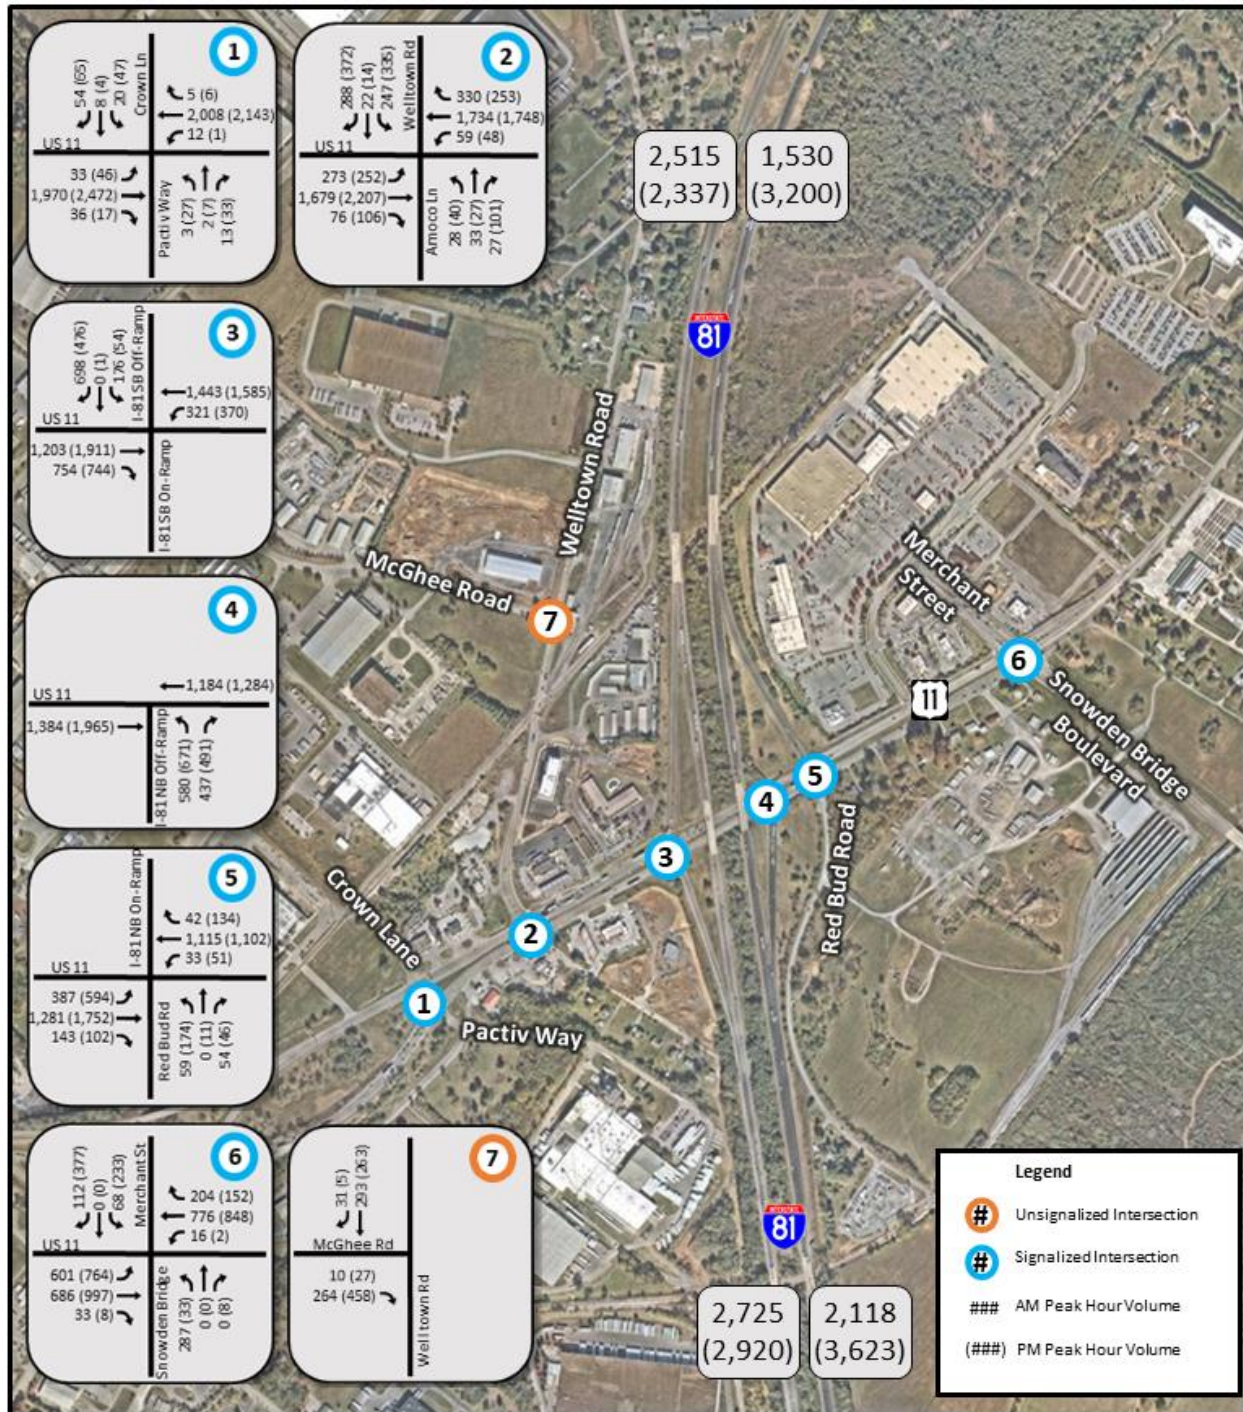 1
54 (65)
8 (4)
20 (47)
Crown Ln
5 (6)
2,008 (2,143)
12 (1)
US 11
33 (46)
1,970 (2,472)
36 (17)
Pactiv Way
3 (27)
2 (7)
13 (33)
2
288 (372)
22 (14)
247 (335)
Welltown Rd
330 (253)
1,734 (1,748)
59 (48)
US 11
273 (252)
1,679 (2,207)
76 (106)
Amoco Ln
28 (40)
33 (27)
27 (101)
2,515
(2,337)
1,530
(3,200)
3
698 (476)
0 (1)
176 (54)
I-81 SB Off-Ramp
1,443 (1,585)
321 (370)
US 11
1,203 (1,911)
754 (744)
I-81 SB On-Ramp
INTERSTATE
81
Welltown Road
McGhee Road
7
Merchant
Street
6
Snowden Bridge
Boulevard
11
4
1,184 (1,284)
US 11
1,384 (1,965)
I-81 NB Off-Ramp
580 (671)
437 (491)
5
4
3
Red Bud Road
Crown Lane
2
1
Pactiv Way
5
I-81 NB On-Ramp
42 (134)
1,115 (1,102)
33 (51)
US 11
387 (594)
1,281 (1,752)
143 (102)
Red Bud Rd
59 (174)
0 (11)
54 (46)
6
112 (377)
0 (0)
68 (233)
Merchant St
204 (152)
776 (848)
16 (2)
US 11
601 (764)
686 (997)
33 (8)
Snowden Bridge
287 (33)
0 (0)
0 (8)
7
31 (5)
293 (263)
McGhee Rd
10 (27)
264 (458)
Welltown Rd
INTERSTATE
81
2,725
(2,920)
2,118
(3,623)
Legend
# Unsignalized Intersection
# Signalized Intersection
### AM Peak Hour Volume
(###) PM Peak Hour Volume